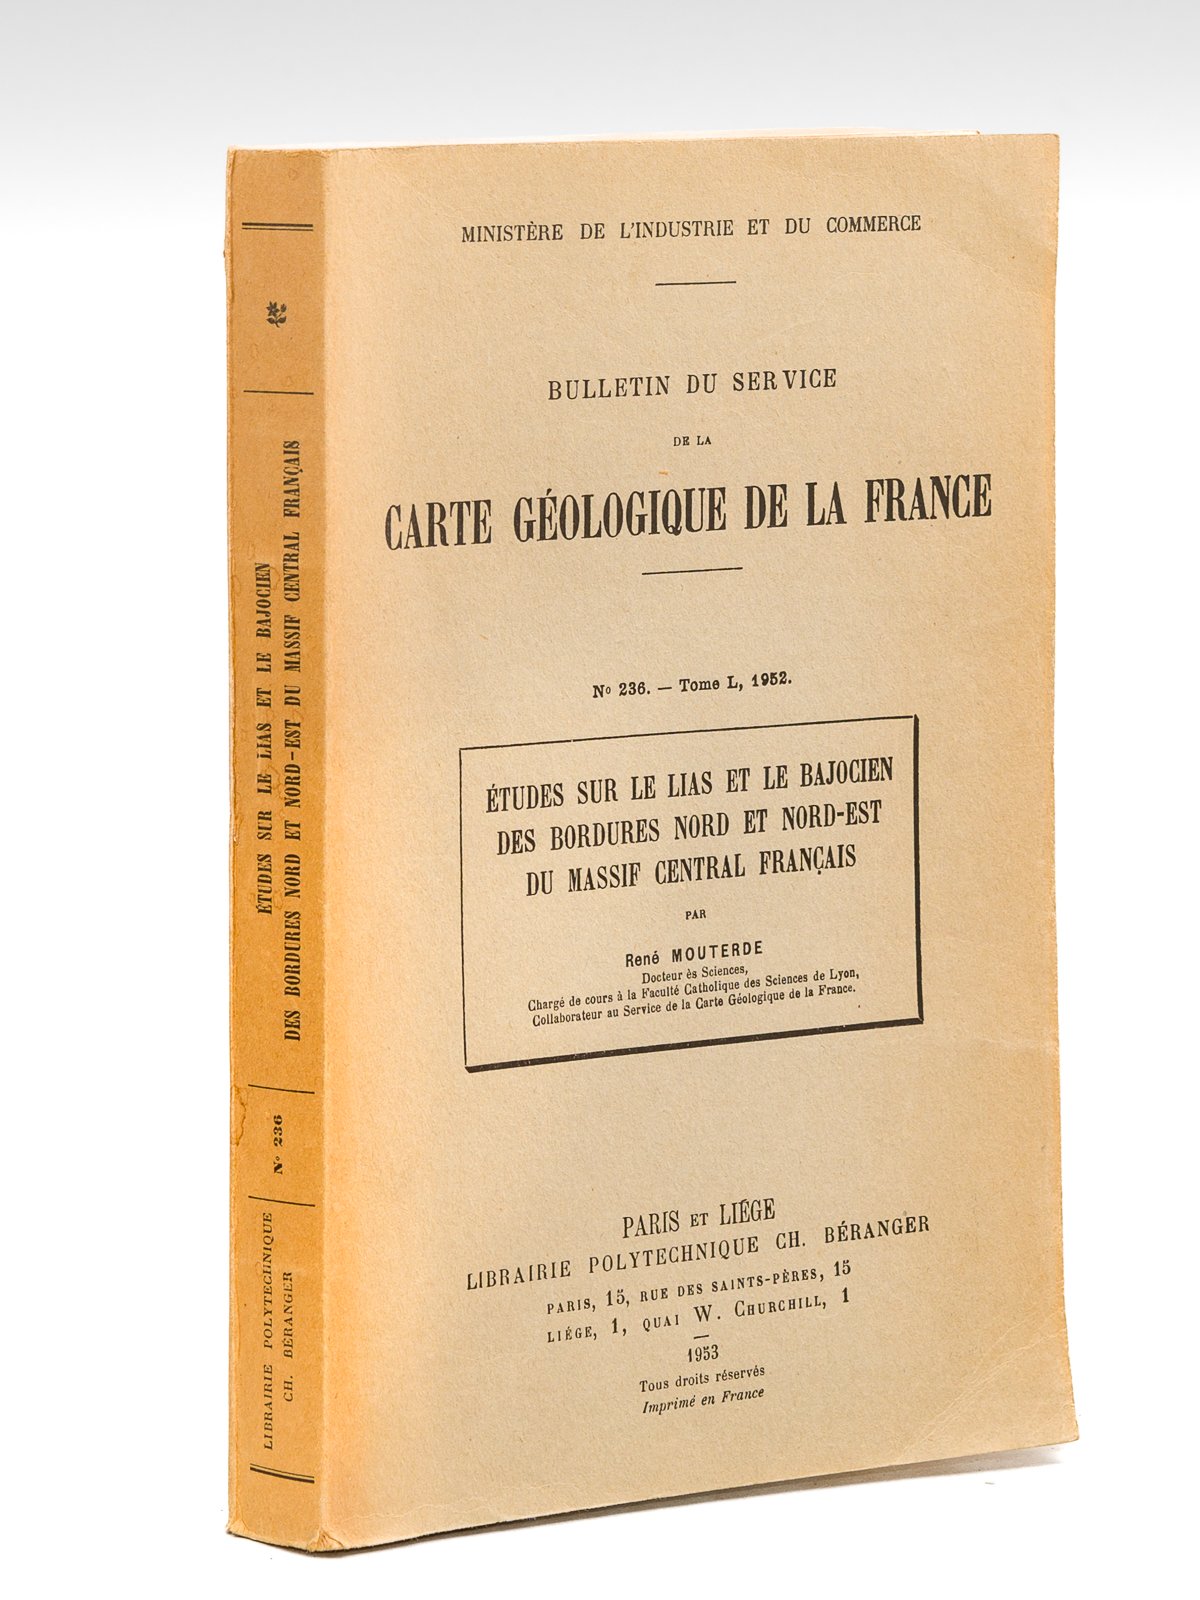 MINISTÈRE DE L'INDUSTRIE ET DU COMMERCE
BULLETIN DU SERVICE
DE LA
CARTE GÉOLOGIQUE DE LA FRANCE
No 236. — Tome L, 1952.
ÉTUDES SUR LE LIAS ET LE BAJOCIEN
DES BORDURES NORD ET NORD-EST
DU MASSIF CENTRAL FRANÇAIS
PAR
René MOUTERDE
Docteur ès Sciences,
Chargé de cours à la Faculté Catholique des Sciences de Lyon,
Collaborateur au Service de la Carte Géologique de la France.
PARIS ET LIÉGE
LIBRAIRIE POLYTECHNIQUE CH. BÉRANGER
PARIS, 15, RUE DES SAINTS-PÈRES, 15
LIÉGE, 1, QUAI W. CHURCHILL, 1
1953
Tous droits réservés
Imprimé en France
ÉTUDES SUR LE LIAS ET LE BAJOCIEN
DES BORDURES NORD ET NORD-EST DU MASSIF CENTRAL FRANÇAIS
No 236
LIBRAIRIE POLYTECHNIQUE
CH. BÉRANGER